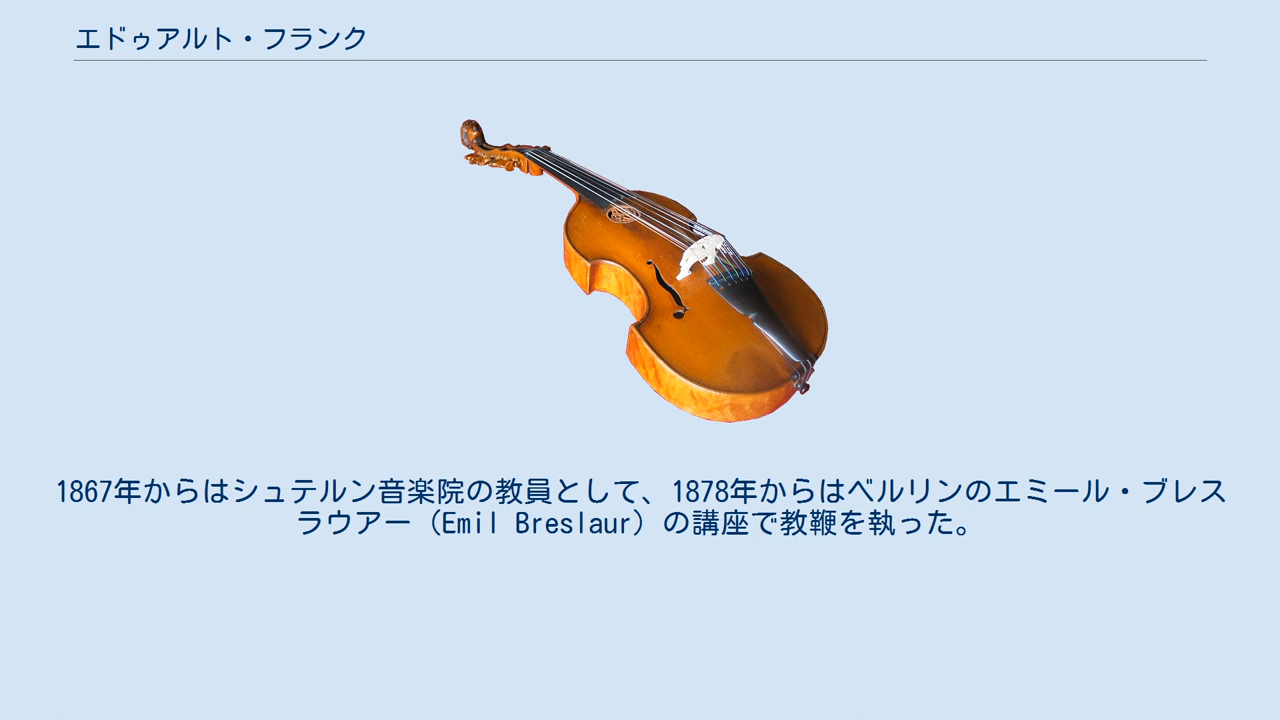 エドゥアルト・フランク
1867年からはシュテルン音楽院の教員として、1878年からはベルリンのエミール・ブレス
ラウアー（Emil Breslaur）の講座で教鞭を執った。